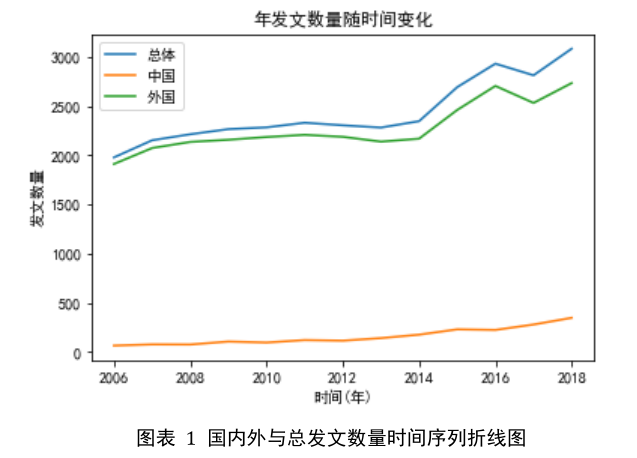 年发文数量随时间变化
总体
中国
外国
3000
2500
2000
1500
1000
500
0
发文数量
2006 2008 2010 2012 2014 2016 2018
时间(年)
图表 1 国内外与总发文数量时间序列折线图